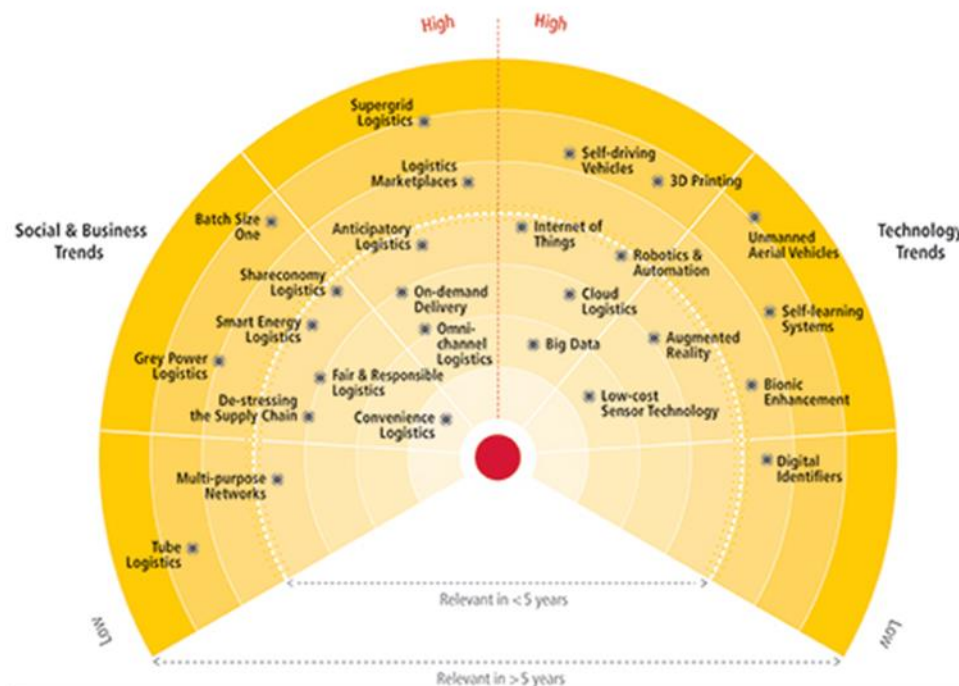 High
High
Supergrid
Logistics
Self-driving
Vehicles
Logistics
Marketplaces
3D Printing
Batch Size
One
Social & Business
Trends
Anticipatory
Logistics
Internet of
Things
Unmanned
Aerial Vehicles
Technology
Trends
Robotics &
Automation
Shareconomy
Logistics
On-demand
Delivery
Cloud
Logistics
Self-learning
Systems
Smart Energy
Logistics
Omni-
channel
Logistics
Big Data
Augmented
Reality
Grey Power
Logistics
Fair & Responsible
Logistics
Bionic
Enhancement
De-stressing
the Supply Chain
Low-cost
Sensor Technology
Convenience
Logistics
Digital
Identifiers
Multi-purpose
Networks
Tube
Logistics
Relevant in < 5 years
Low
Low
Relevant in > 5 years